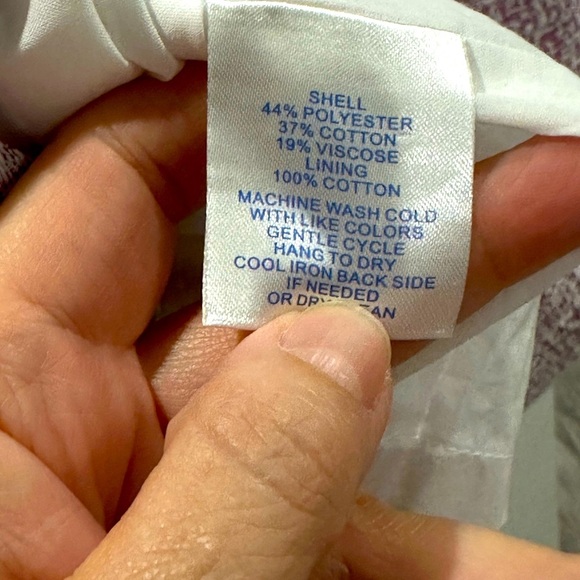 SHELL
44% POLYESTER
37% COTTON
19% VISCOSE
LINING
100% COTTON
MACHINE WASH COLD
WITH LIKE COLORS
GENTLE CYCLE
HANG TO DRY
COOL IRON BACK SIDE
IF NEEDED
OR DRY